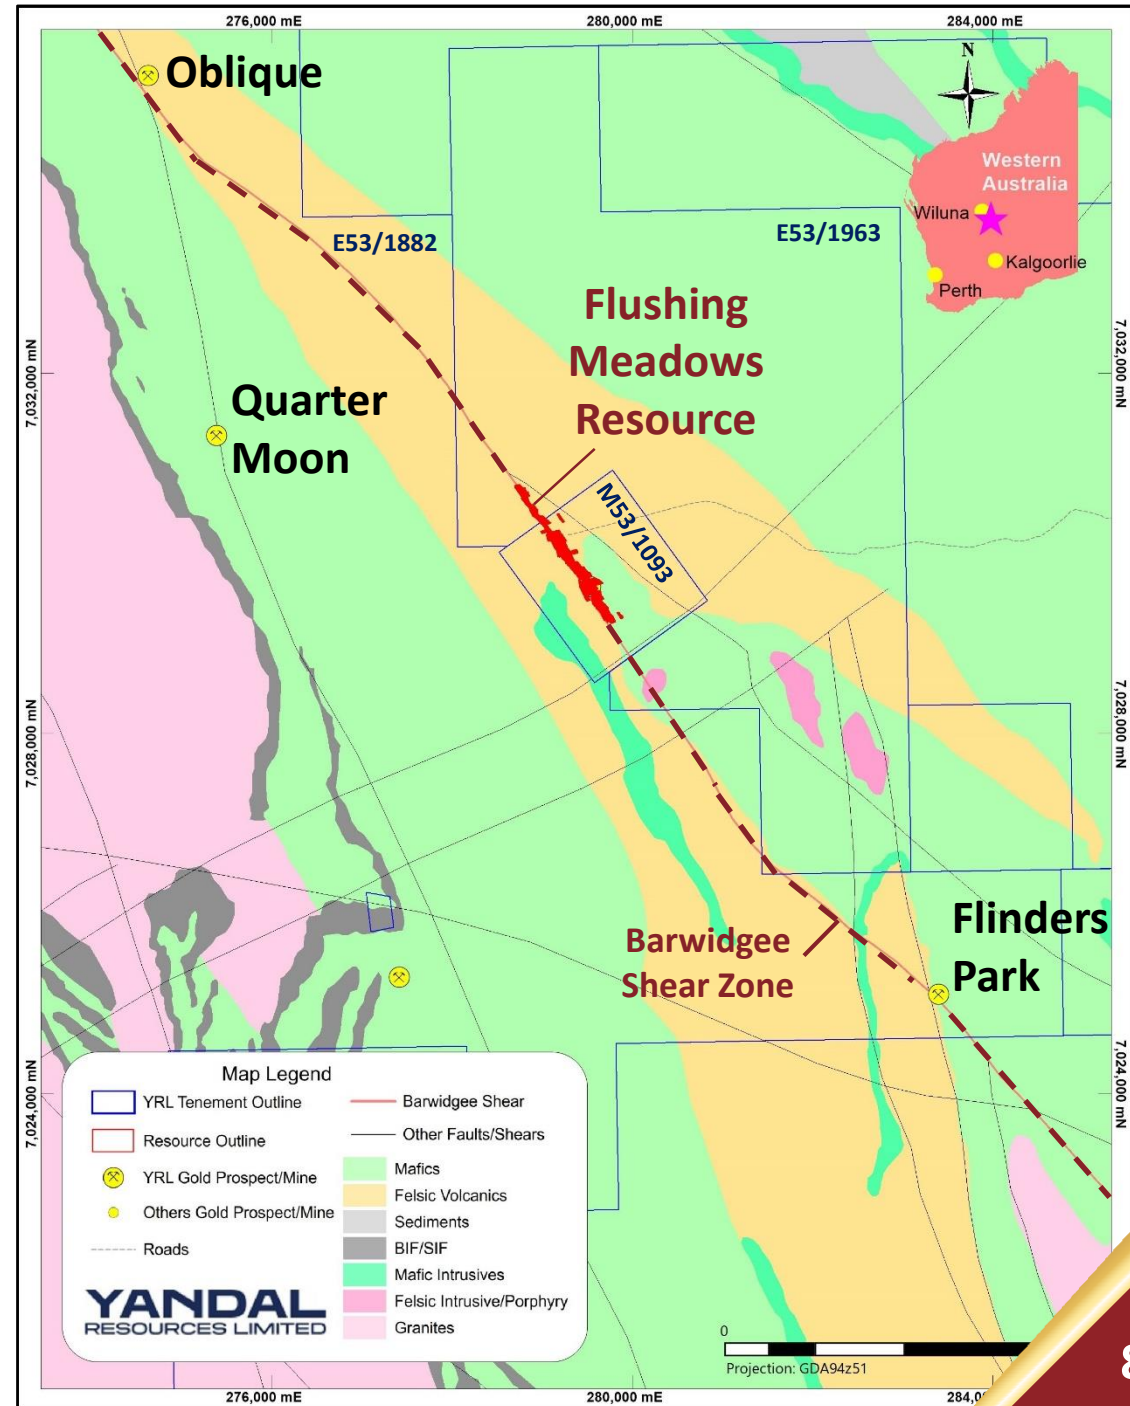 276,000 mE
280,000 mE
284,000 mE
Oblique
N
Western
Australia
Wiluna
Kalgoorlie
Perth
E53/1882
E53/1963
Flushing
Meadows
Resource
7,032,000 mN
7,032,000 mN
Quarter
Moon
M53/1093
7,028,000 mN
7,028,000 mN
Flinders
Park
Barwidgee
Shear Zone
7,024,000 mN
7,024,000 mN
Map Legend
YRL Tenement Outline
Resource Outline
YRL Gold Prospect/Mine
Others Gold Prospect/Mine
Roads
Barwidgee Shear
Other Faults/Shears
Mafics
Felsic Volcanics
Sediments
BIF/SIF
Mafic Intrusives
Felsic Intrusive/Porphyry
Granites
YANDAL
RESOURCES LIMITED
0
Projection: GDA94z51
276,000 mE
280,000 mE
8